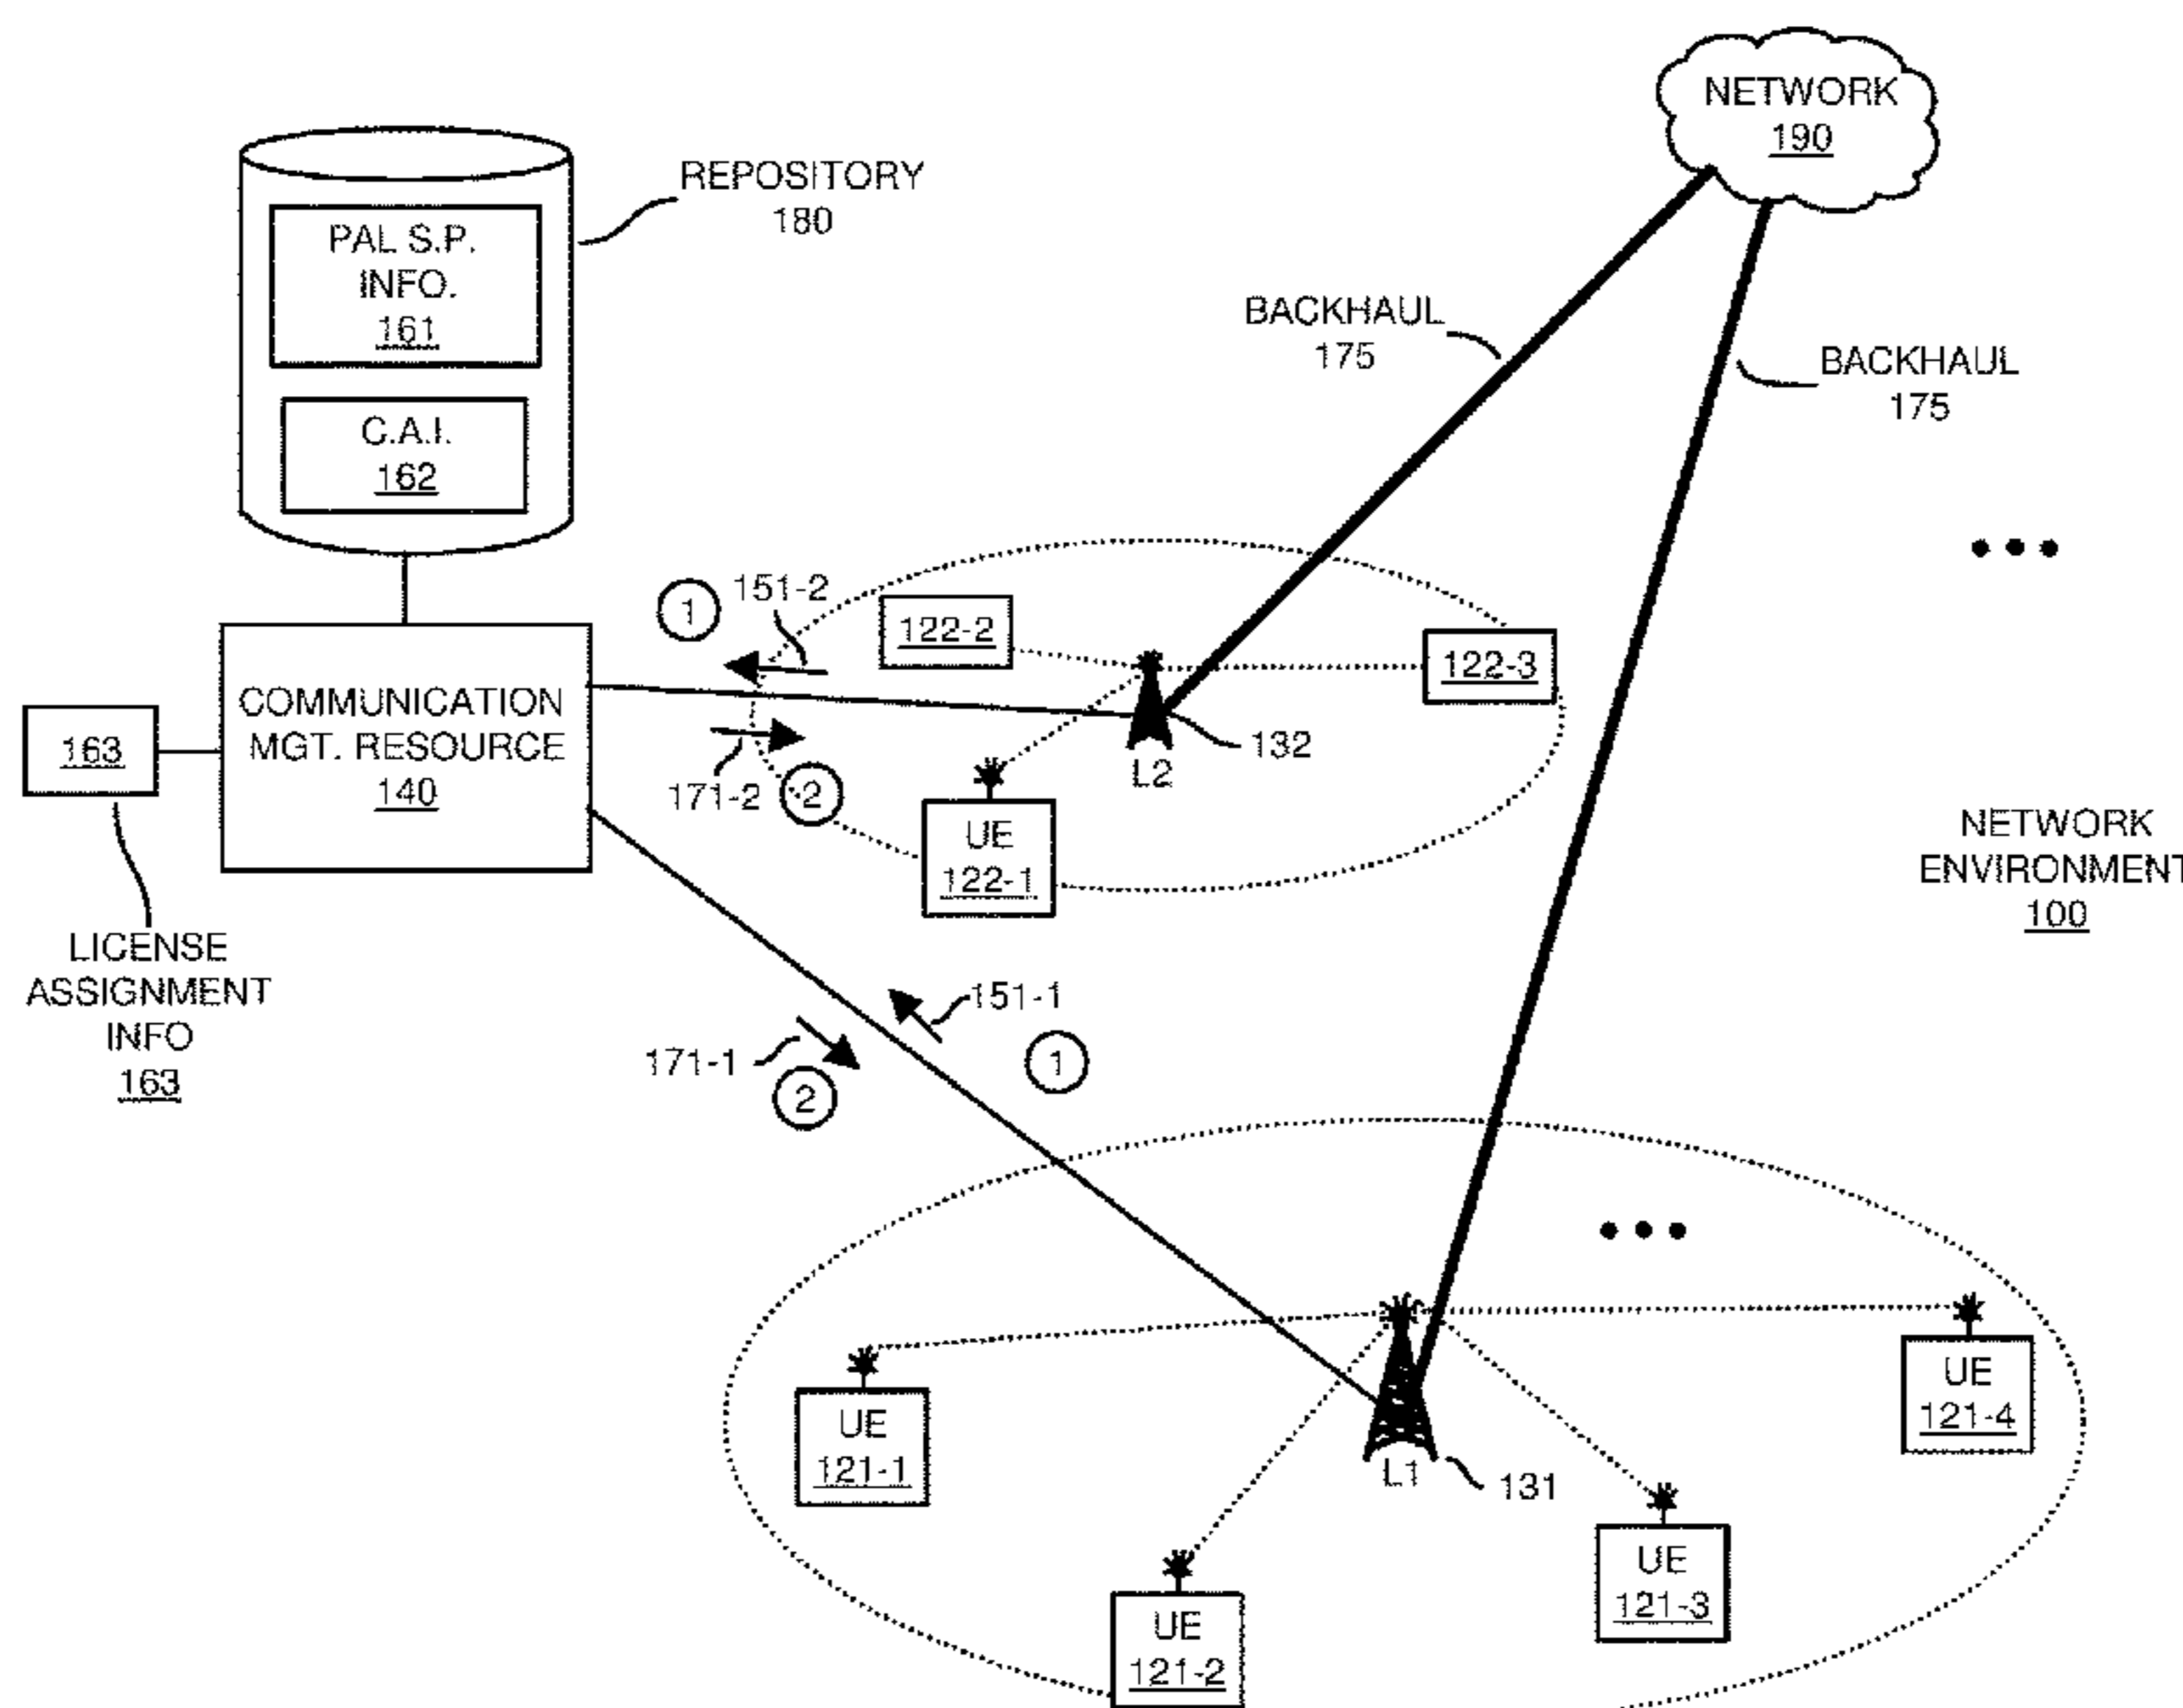 NETWORK
190
REPOSITORY
180
PAL S.P.
INFO.
161
C.A.I.
162
BACKHAUL
175
BACKHAUL
175
1
151-2
122-2
122-3
COMMUNICATION
MGT. RESOURCE
140
163
171-2
2
132
L2
UE
122-1
NETWORK
ENVIRONMENT
100
LICENSE
ASSIGNMENT
INFO
163
151-1
1
171-1
2
UE
121-1
L1
131
UE
121-4
UE
121-3
UE
121-2